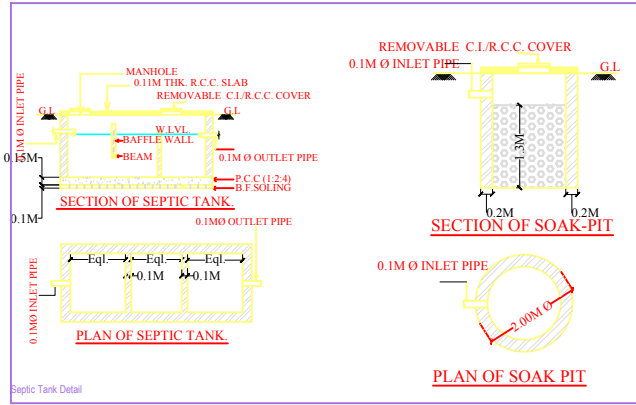 MANHOLE
0.11M THK. R.C.C. SLAB
REMOVABLE C.I./R.C.C. COVER
G.L
G.L
0.1M Ø INLET PIPE
W.LVL.
BAFFLE WALL
BEAM
0.1M Ø OUTLET PIPE
0.15M
P.C.C (1:2:4)
B.F.SOLING
0.1M
SECTION OF SEPTIC TANK.
0.1MØ OUTLET PIPE
Eql.
Eql.
Eql.
0.1M
0.1M
0.1MØ INLET PIPE
PLAN OF SEPTIC TANK.
Septic Tank Detail
REMOVABLE C.I./R.C.C. COVER
0.1M Ø INLET PIPE
G.L
G.L
1.3M
0.2M
0.2M
SECTION OF SOAK-PIT
0.1M Ø INLET PIPE
2.00M Ø
PLAN OF SOAK PIT